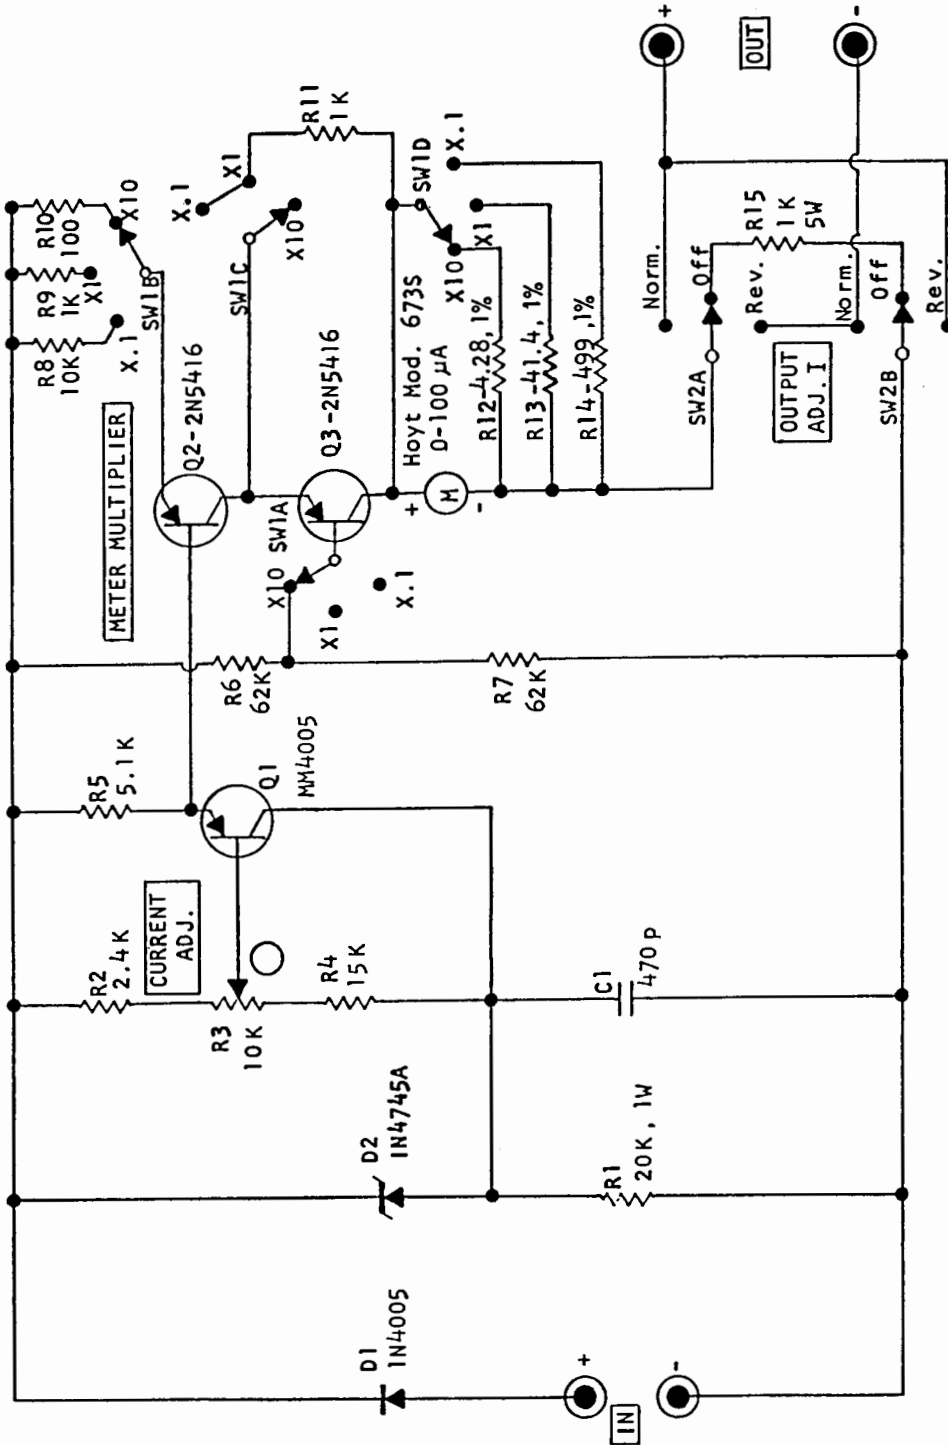 R8
10K
R9
1K
R10
100
X.1
X1
X10
SW1B
METER MULTIPLIER
Q2-2N5416
SW1C
X.1
X1
X10
R11
1K
Q3-2N5416
X10
SW1A
X1
X.1
+
M
-
Hoyt Mod. 673S
0-100 µA
SW1D
X10
X1
X.1
R12-4.28, 1%
R13-41.4, 1%
R14-499, 1%
R6
62K
R7
62K
R5
5.1K
Q1
MM4005
CURRENT
ADJ.
R2
2.4K
R3
10K
R4
15K
C1
470p
D2
1N4745A
R1
20K, 1W
D1
1N4005
+
IN
-
SW2A
Norm.
Off
Rev.
R15
1K
5W
OUTPUT
ADJ. I
SW2B
Norm.
Off
Rev.
+
OUT
-